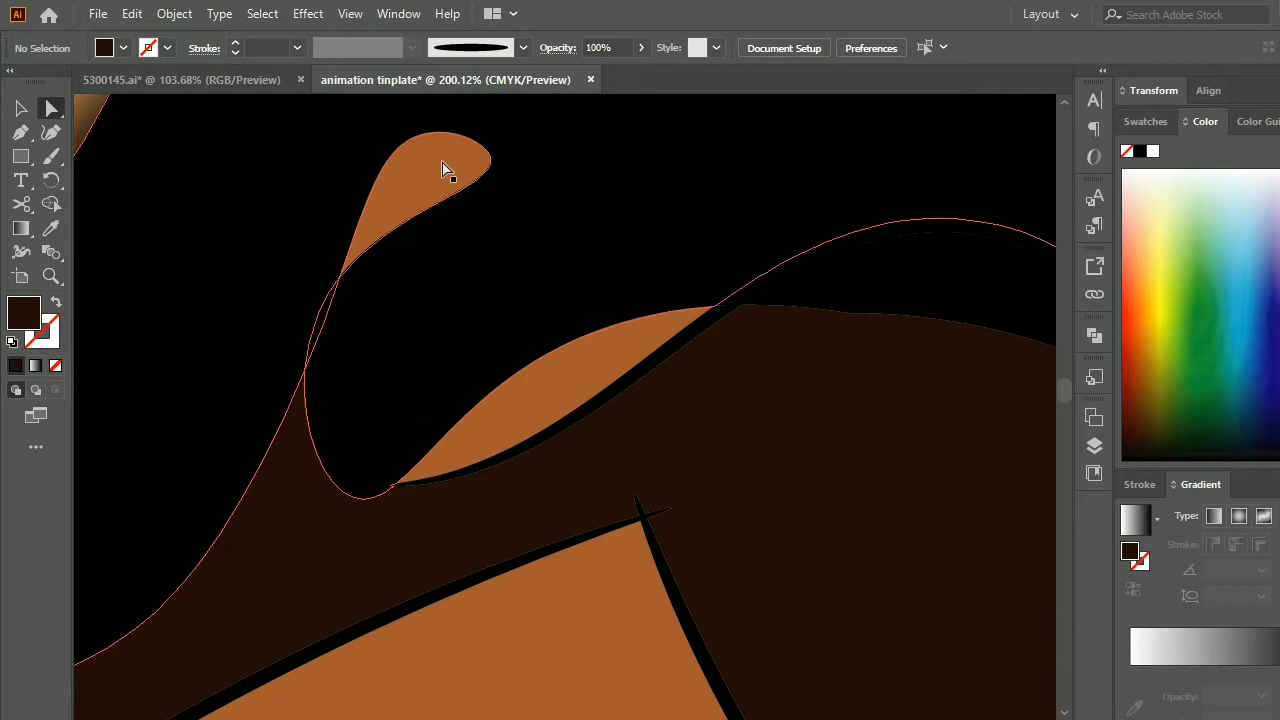 Ai File Edit Object Type Select Effect View Window Help Layout Search Adobe Stock
No Selection Stroke: Opacity: 100% Style: Document Setup Preferences
5300145.ai* @ 103.68% (RGB/Preview) × animation tinplate* @ 200.12% (CMYK/Preview) ×
Transform Align
Swatches Color Color Gui
Stroke Gradient
Type:
Stroke:
Opacity: